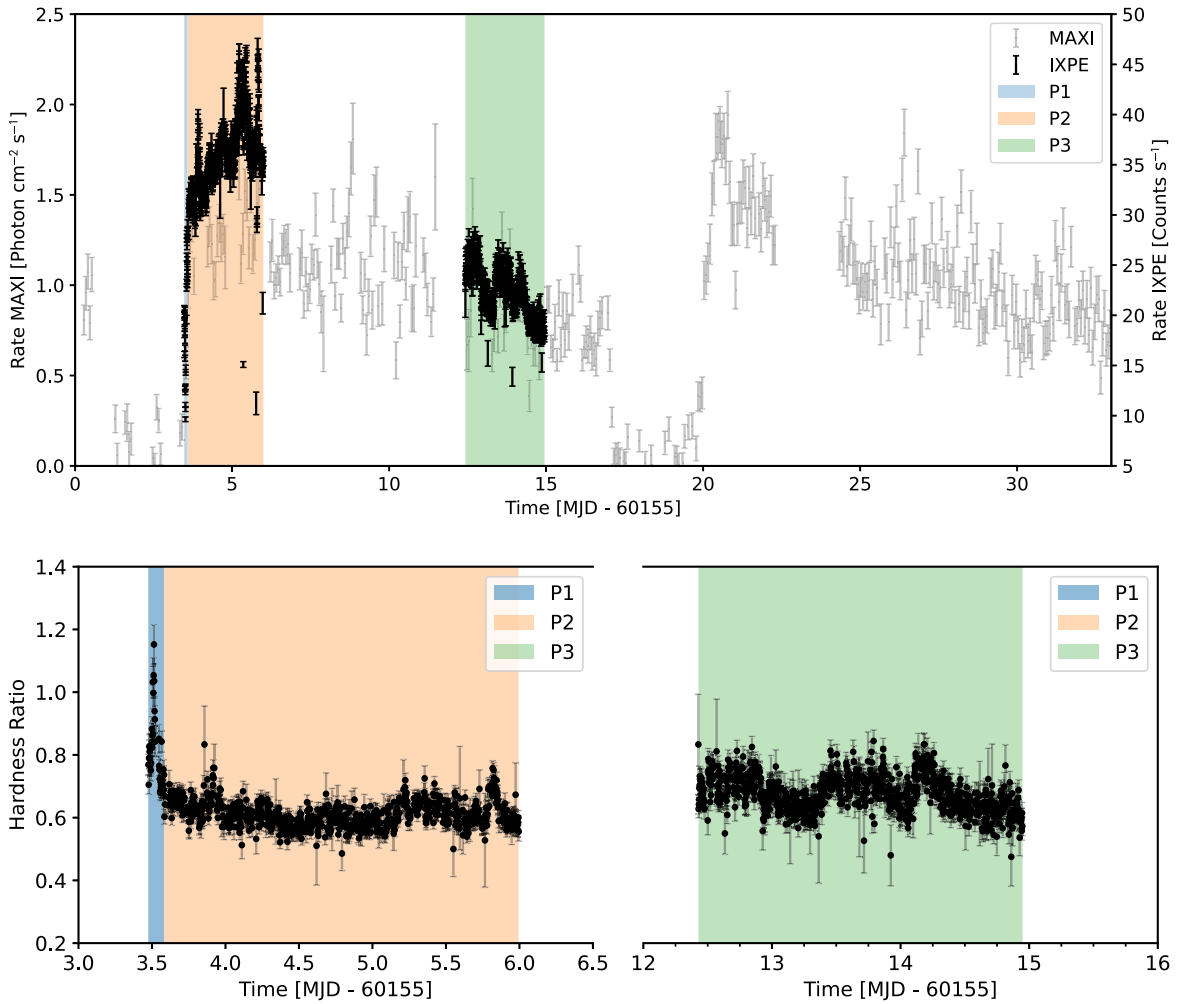 2.5
2.0
1.5
1.0
0.5
0.0
Rate MAXI [Photon cm⁻² s⁻¹]
50
45
40
35
30
25
20
15
10
5
Rate IXPE [Counts s⁻¹]
MAXI
IXPE
P1
P2
P3
0 5 10 15 20 25 30
Time [MJD - 60155]
1.4
1.2
1.0
0.8
0.6
0.4
0.2
Hardness Ratio
P1
P2
P3
3.0 3.5 4.0 4.5 5.0 5.5 6.0 6.5
Time [MJD - 60155]
P1
P2
P3
12 13 14 15 16
Time [MJD - 60155]